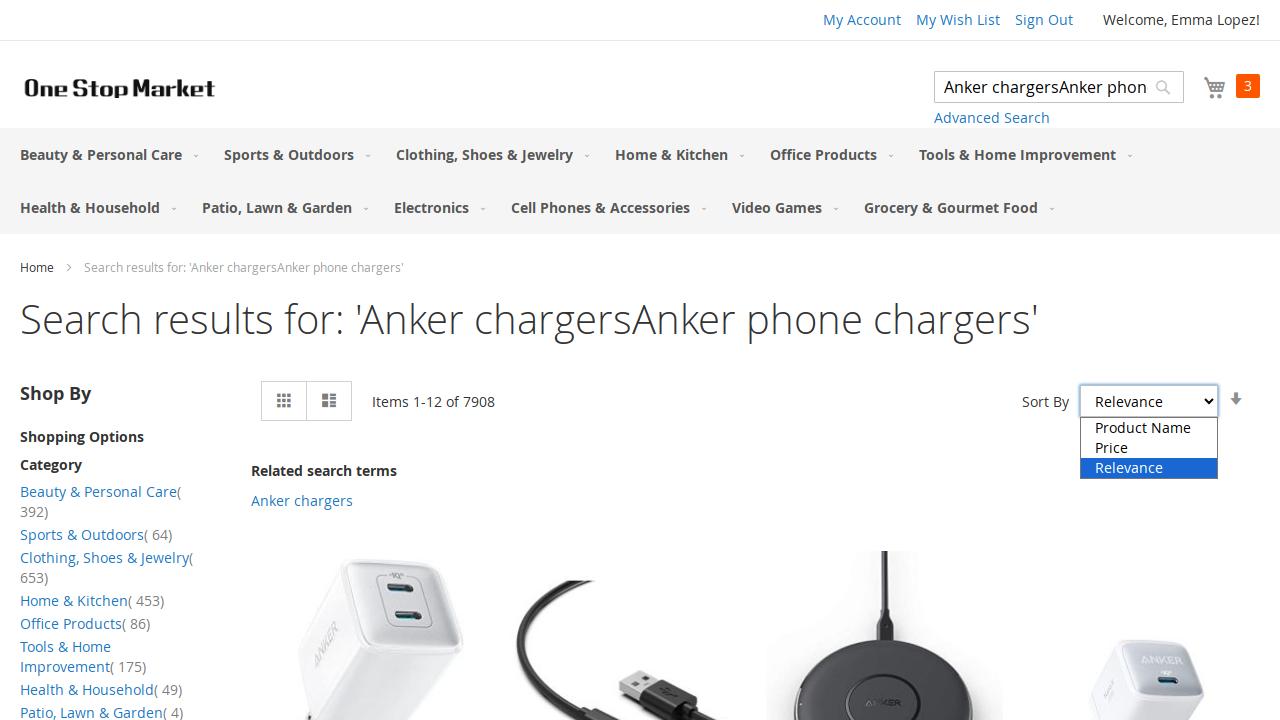 My Account My Wish List Sign Out Welcome, Emma Lopez!
One Stop Market
Anker chargersAnker phon
3
Advanced Search
Beauty & Personal Care Sports & Outdoors Clothing, Shoes & Jewelry Home & Kitchen Office Products Tools & Home Improvement
Health & Household Patio, Lawn & Garden Electronics Cell Phones & Accessories Video Games Grocery & Gourmet Food
Home Search results for: 'Anker chargersAnker phone chargers'
Search results for: 'Anker chargersAnker phone chargers'
Shop By
Items 1-12 of 7908
Sort By Relevance
Product Name
Price
Relevance
Shopping Options
Category
Beauty & Personal Care( 392)
Sports & Outdoors( 64)
Clothing, Shoes & Jewelry( 653)
Home & Kitchen( 453)
Office Products( 86)
Tools & Home
Improvement( 175)
Health & Household( 49)
Patio, Lawn & Garden( 4)
Related search terms
Anker chargers
ANKER
ANKER
ANKER